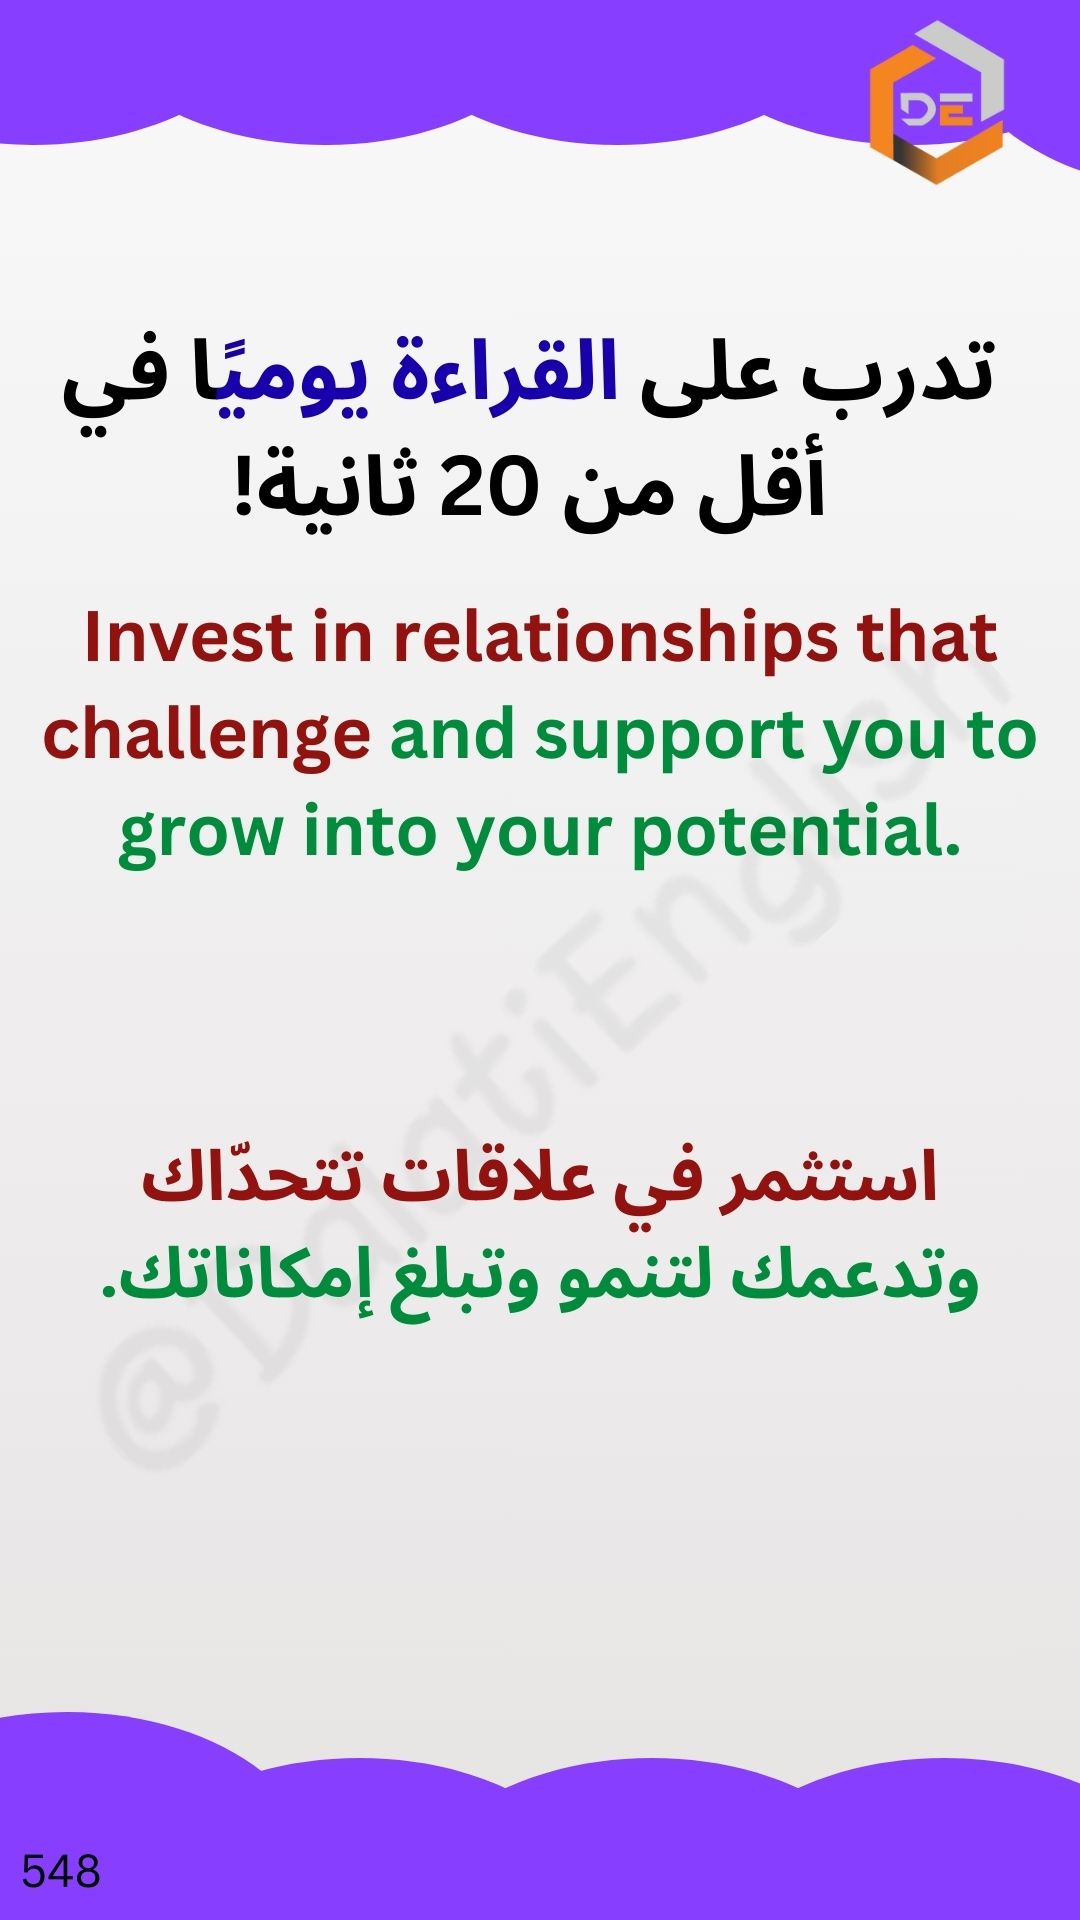 DE
تدرب على القراءة يوميًا في
أقل من 20 ثانية!
Invest in relationships that
challenge and support you to
grow into your potential.
@DalatiEnglish
استثمر في علاقات تتحدّاك
وتدعمك لتنمو وتبلغ إمكاناتك.
548